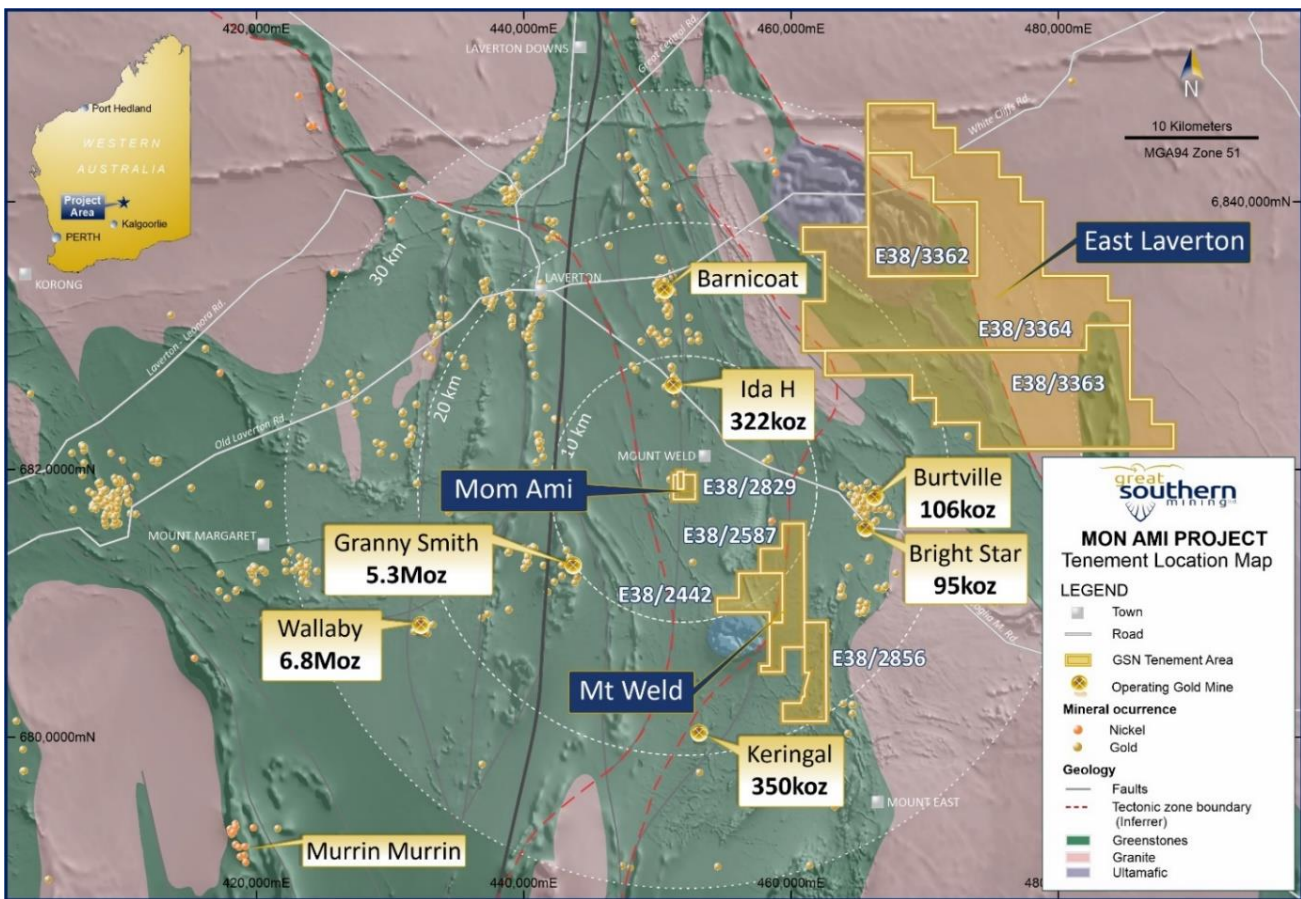 420,000mE
440,000mE
460,000mE
480,000mE
LAVERTON DOWNS
Great Central Rd.
White Cliffs Rd.
N
10 Kilometers
MGA94 Zone 51
Port Hedland
WESTERN
AUSTRALIA
Project
Area
Kalgoorlie
PERTH
6,840,000mN
KORONG
30 km
20 km
10 km
LAVERTON
Barnicoat
E38/3362
East Laverton
E38/3364
E38/3363
Laverton - Leonora Rd.
Old Laverton Rd.
Ida H
322koz
MOUNT WELD
682,0000mN
Mom Ami
E38/2829
Burtville
106koz
MOUNT MARGARET
Granny Smith
5.3Moz
E38/2587
Bright Star
95koz
E38/2442
Wallaby
6.8Moz
E38/2856
Mt Weld
680,0000mN
Keringal
350koz
MOUNT EAST
Murrin Murrin
420,000mE
440,000mE
460,000mE
great
southern
mining
MON AMI PROJECT
Tenement Location Map
LEGEND
Town
Road
GSN Tenement Area
Operating Gold Mine
Mineral ocurrence
Nickel
Gold
Geology
Faults
Tectonic zone boundary
(Inferrer)
Greenstones
Granite
Ultamafic